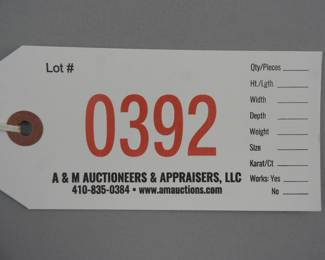 Lot #
0392
A & M AUCTIONEERS & APPRAISERS, LLC
410-835-0384 • www.amauctions.com
Qty/Pieces
Ht./Lgth
Width
Depth
Weight
Size
Karat/Ct
Works: Yes
No